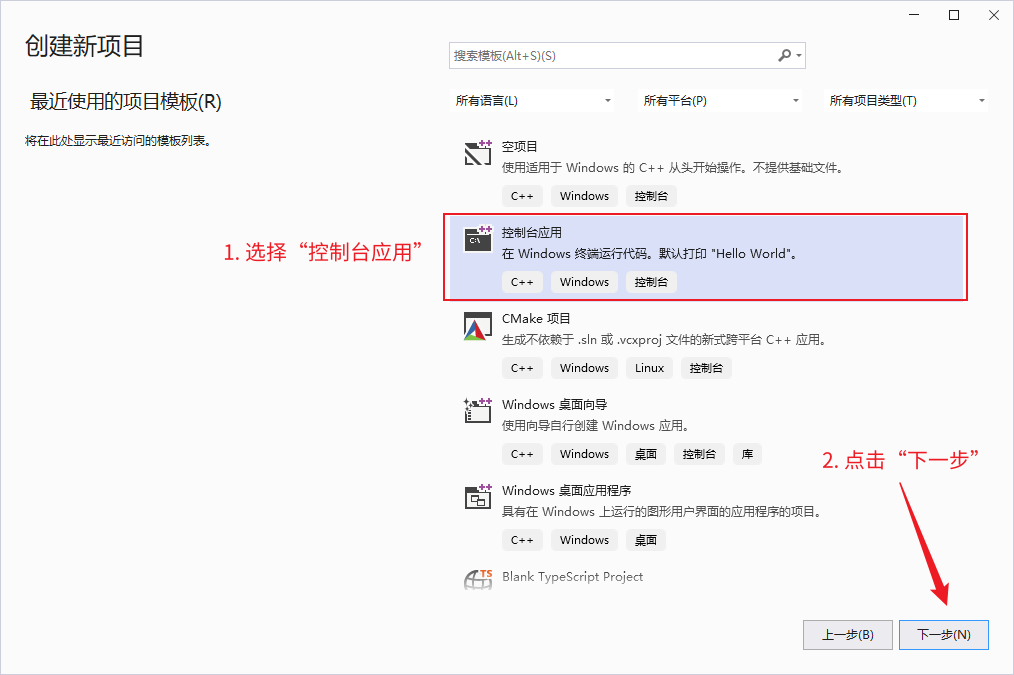 创建新项目
最近使用的项目模板(R)
将在此处显示最近访问的模板列表。
搜索模板(Alt+S)(S)
所有语言(L) 所有平台(P) 所有项目类型(T)
空项目
使用适用于 Windows 的 C++ 从头开始操作。不提供基础文件。
C++ Windows 控制台
1. 选择“控制台应用”
C:\
控制台应用
在 Windows 终端运行代码。默认打印 "Hello World"。
C++ Windows 控制台
CMake 项目
生成不依赖于 .sln 或 .vcxproj 文件的新式跨平台 C++ 应用。
C++ Windows Linux 控制台
Windows 桌面向导
使用向导自行创建 Windows 应用。
C++ Windows 桌面 控制台 库
2. 点击“下一步”
Windows 桌面应用程序
具有在 Windows 上运行的图形用户界面的应用程序的项目。
C++ Windows 桌面
TS
Blank TypeScript Project
上一步(B) 下一步(N)